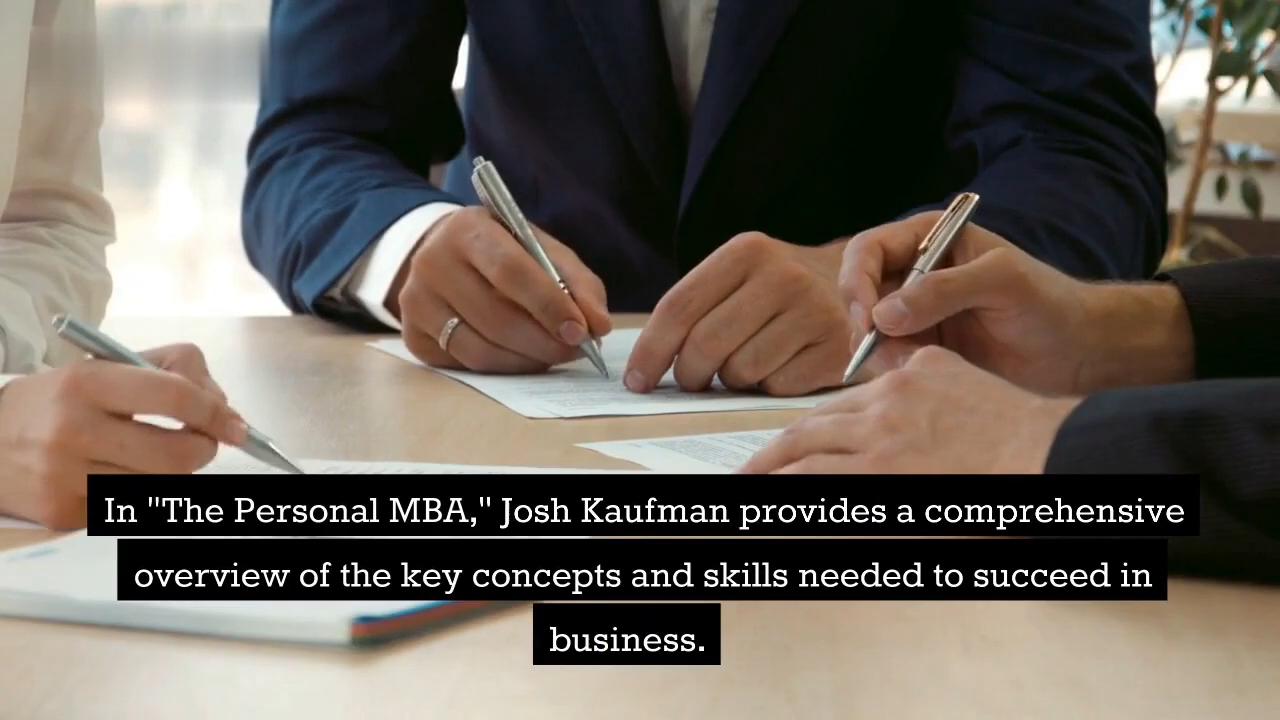 In "The Personal MBA," Josh Kaufman provides a comprehensive
overview of the key concepts and skills needed to succeed in
business.